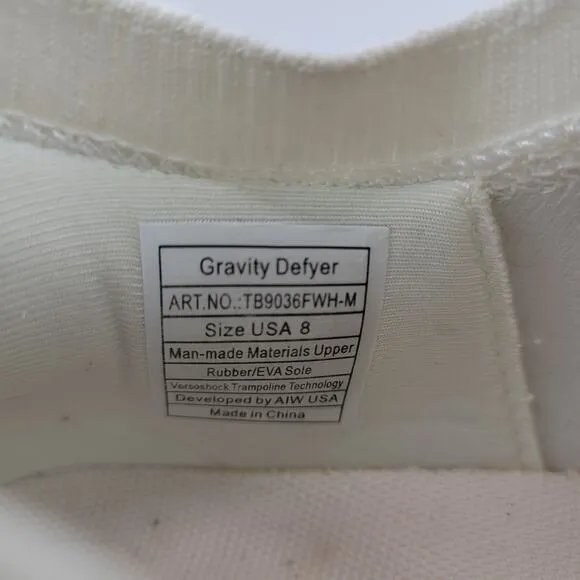 Gravity Defyer
ART.NO.:TB9036FWH-M
Size USA 8
Man-made Materials Upper
Rubber/EVA Sole
Versoshock Trampoline Technology
Developed by AIW USA
Made in China